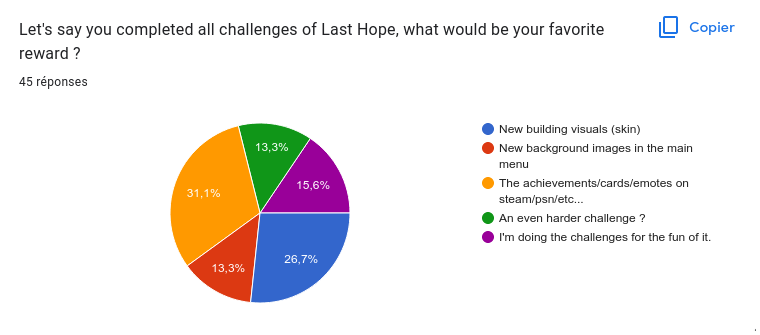 Let's say you completed all challenges of Last Hope, what would be your favorite
reward ?
Copier
45 réponses
13,3%
15,6%
31,1%
13,3%
26,7%
New building visuals (skin)
New background images in the main
menu
The achievements/cards/emotes on
steam/psn/etc...
An even harder challenge ?
I'm doing the challenges for the fun of it.